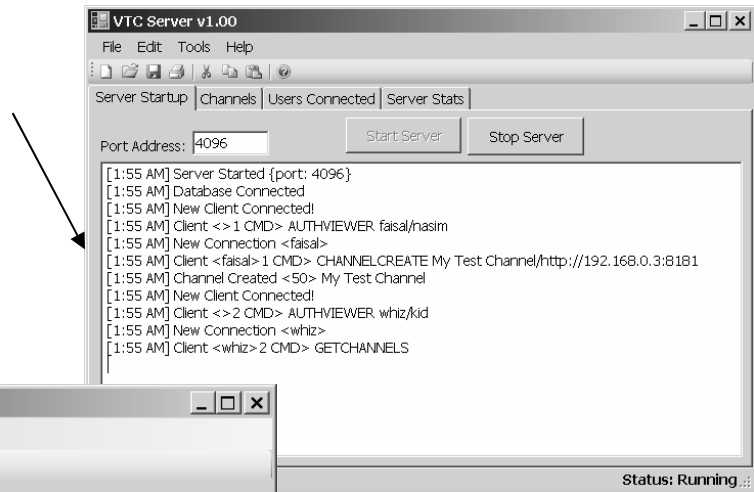 VTC Server v1.00
File Edit Tools Help
Server Startup Channels Users Connected Server Stats
Port Address: 4096 Start Server Stop Server
[1:55 AM] Server Started {port: 4096}
[1:55 AM] Database Connected
[1:55 AM] New Client Connected!
[1:55 AM] Client <>1 CMD> AUTHVIEWER faisal/nasim
[1:55 AM] New Connection <faisal>
[1:55 AM] Client <faisal>1 CMD> CHANNELCREATE My Test Channel/http://192.168.0.3:8181
[1:55 AM] Channel Created <50> My Test Channel
[1:55 AM] New Client Connected!
[1:55 AM] Client <>2 CMD> AUTHVIEWER whiz/kid
[1:55 AM] New Connection <whiz>
[1:55 AM] Client <whiz>2 CMD> GETCHANNELS
Status: Running